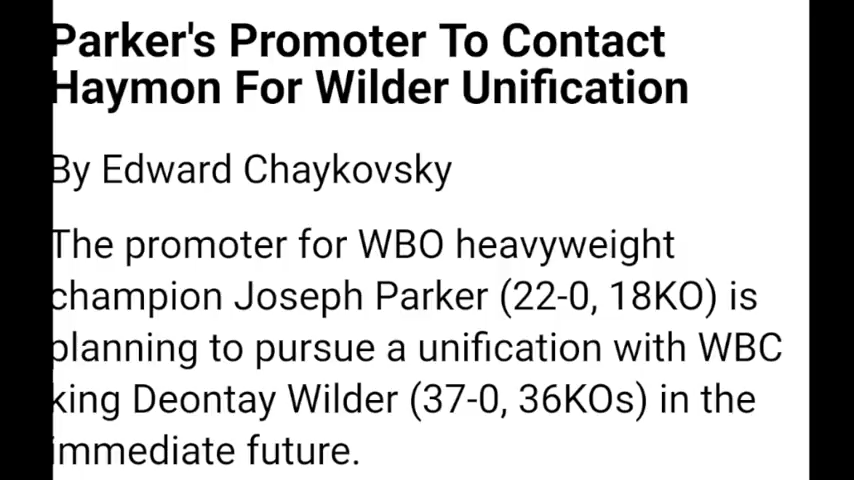 Parker's Promoter To Contact
Haymon For Wilder Unification
By Edward Chaykovsky
The promoter for WBO heavyweight
champion Joseph Parker (22-0, 18KO) is
planning to pursue a unification with WBC
king Deontay Wilder (37-0, 36KOs) in the
immediate future.